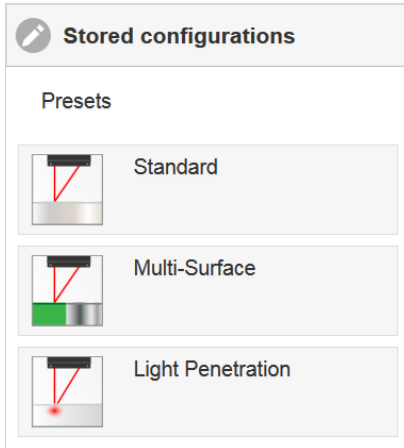 Stored configurations
Presets
Standard
Multi-Surface
Light Penetration